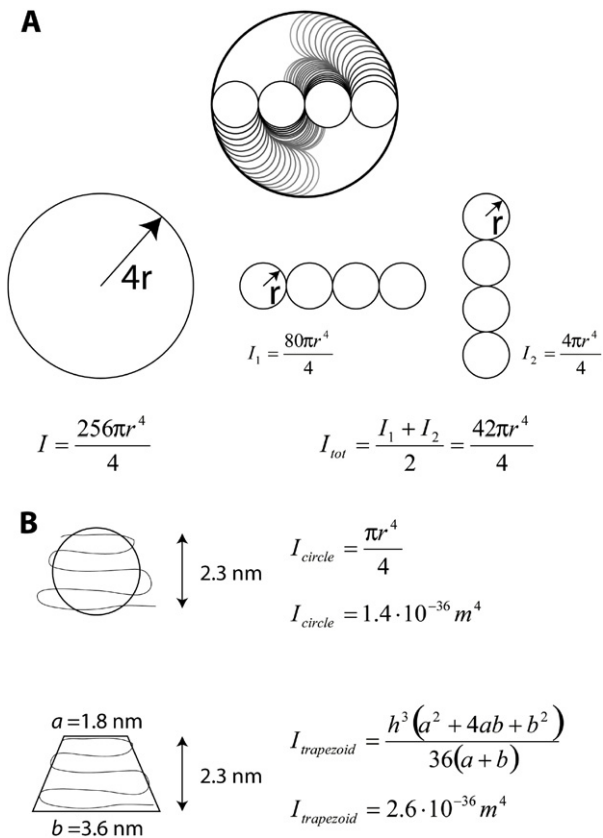 A
4r
r
r
I₁ = 80πr⁴/4
I₂ = 4πr⁴/4
I = 256πr⁴/4
I_tot = (I₁ + I₂)/2 = 42πr⁴/4
B
2.3 nm
I_circle = πr⁴/4
I_circle = 1.4·10⁻³⁶ m⁴
a =1.8 nm
2.3 nm
I_trapezoid = h³(a² + 4ab + b²)/36(a + b)
I_trapezoid = 2.6·10⁻³⁶ m⁴
b =3.6 nm